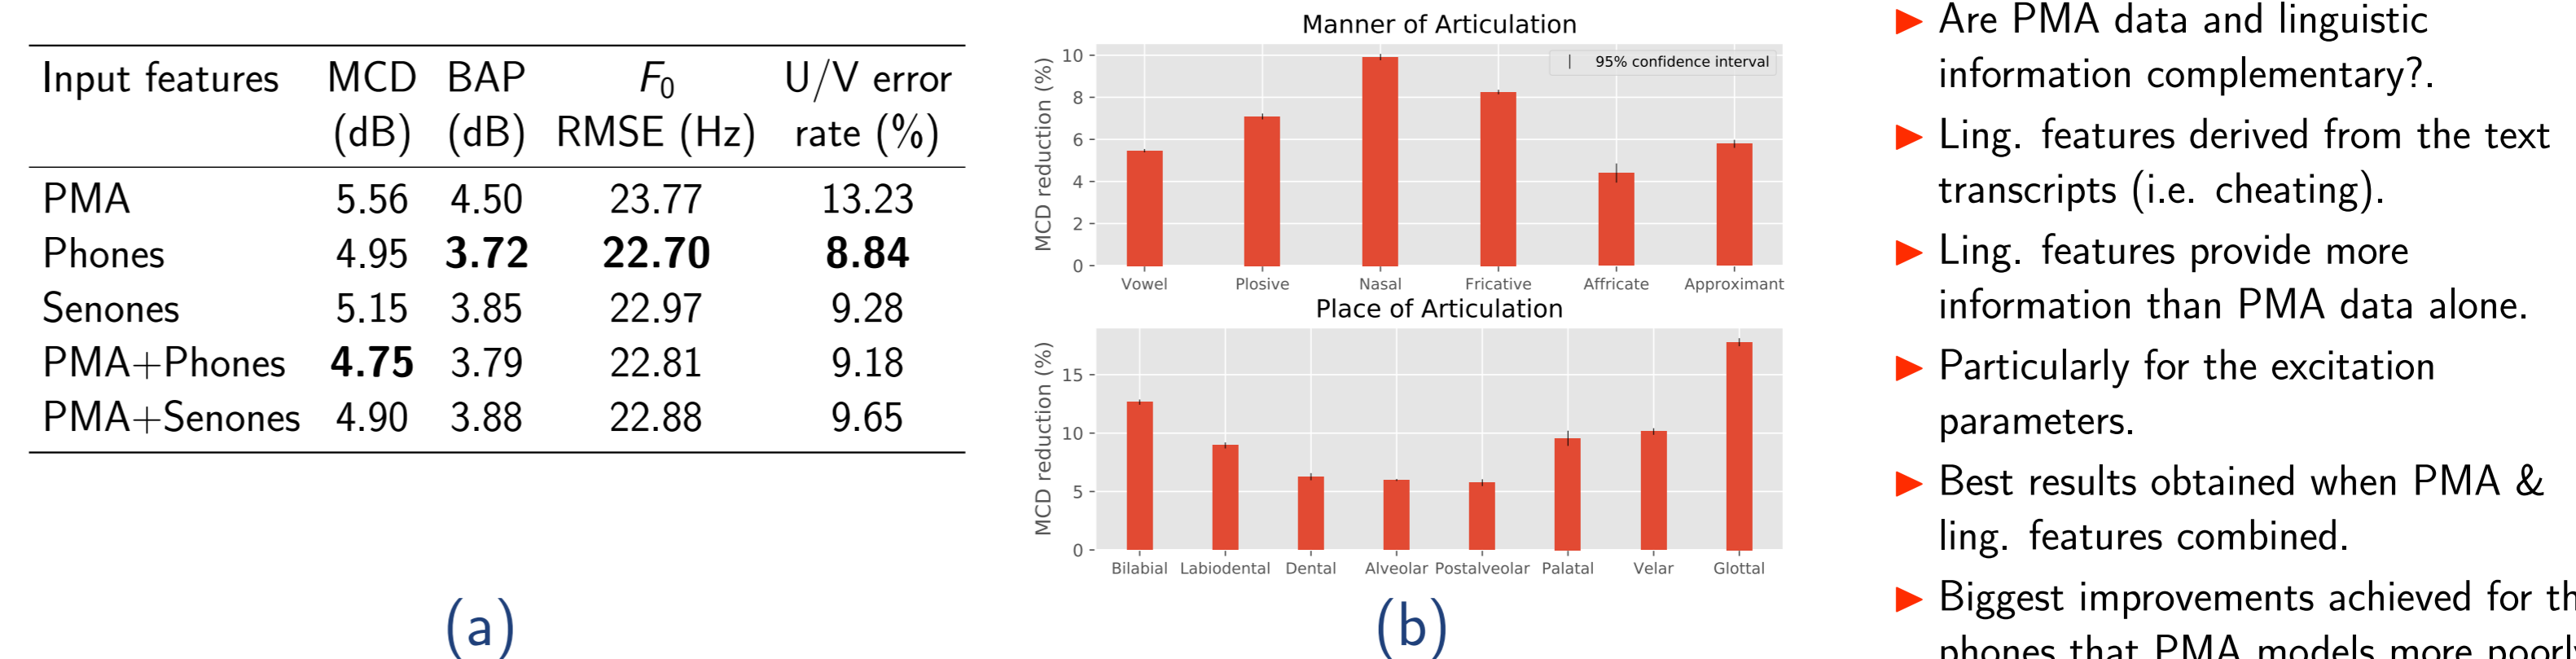 Input features MCD BAP F0 U/V error
(dB) (dB) RMSE (Hz) rate (%)
PMA 5.56 4.50 23.77 13.23
Phones 4.95 3.72 22.70 8.84
Senones 5.15 3.85 22.97 9.28
PMA+Phones 4.75 3.79 22.81 9.18
PMA+Senones 4.90 3.88 22.88 9.65
(a)
Manner of Articulation
MCD reduction (%)
10
8
6
4
2
0
95% confidence interval
Vowel Plosive Nasal Fricative Affricate Approximant
Place of Articulation
MCD reduction (%)
15
10
5
0
Bilabial Labiodental Dental Alveolar Postalveolar Palatal Velar Glottal
(b)
Are PMA data and linguistic
information complementary?.
Ling. features derived from the text
transcripts (i.e. cheating).
Ling. features provide more
information than PMA data alone.
Particularly for the excitation
parameters.
Best results obtained when PMA &
ling. features combined.
Biggest improvements achieved for th
phones that PMA models more poorl